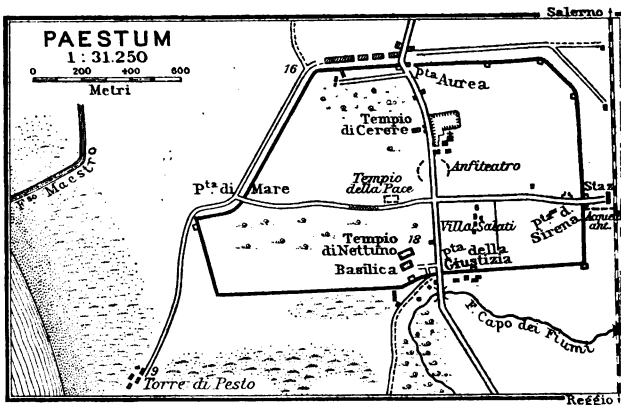 Salerno
PAESTUM
1 : 31.250
0 200 400 600
Metri
16
pta Aurea
Tempio
di Cerere
Anfiteatro
Fso Maestro
Pta di Mare
Tempio
della Pace
Staz
pta d.
Sirena
Acqued.
ant.
Villa Salati
Tempio
di Nettuno
18
Basilica
pta della
Giustizia
F. Capo dei Fiumi
9
Torre di Pesto
Reggio